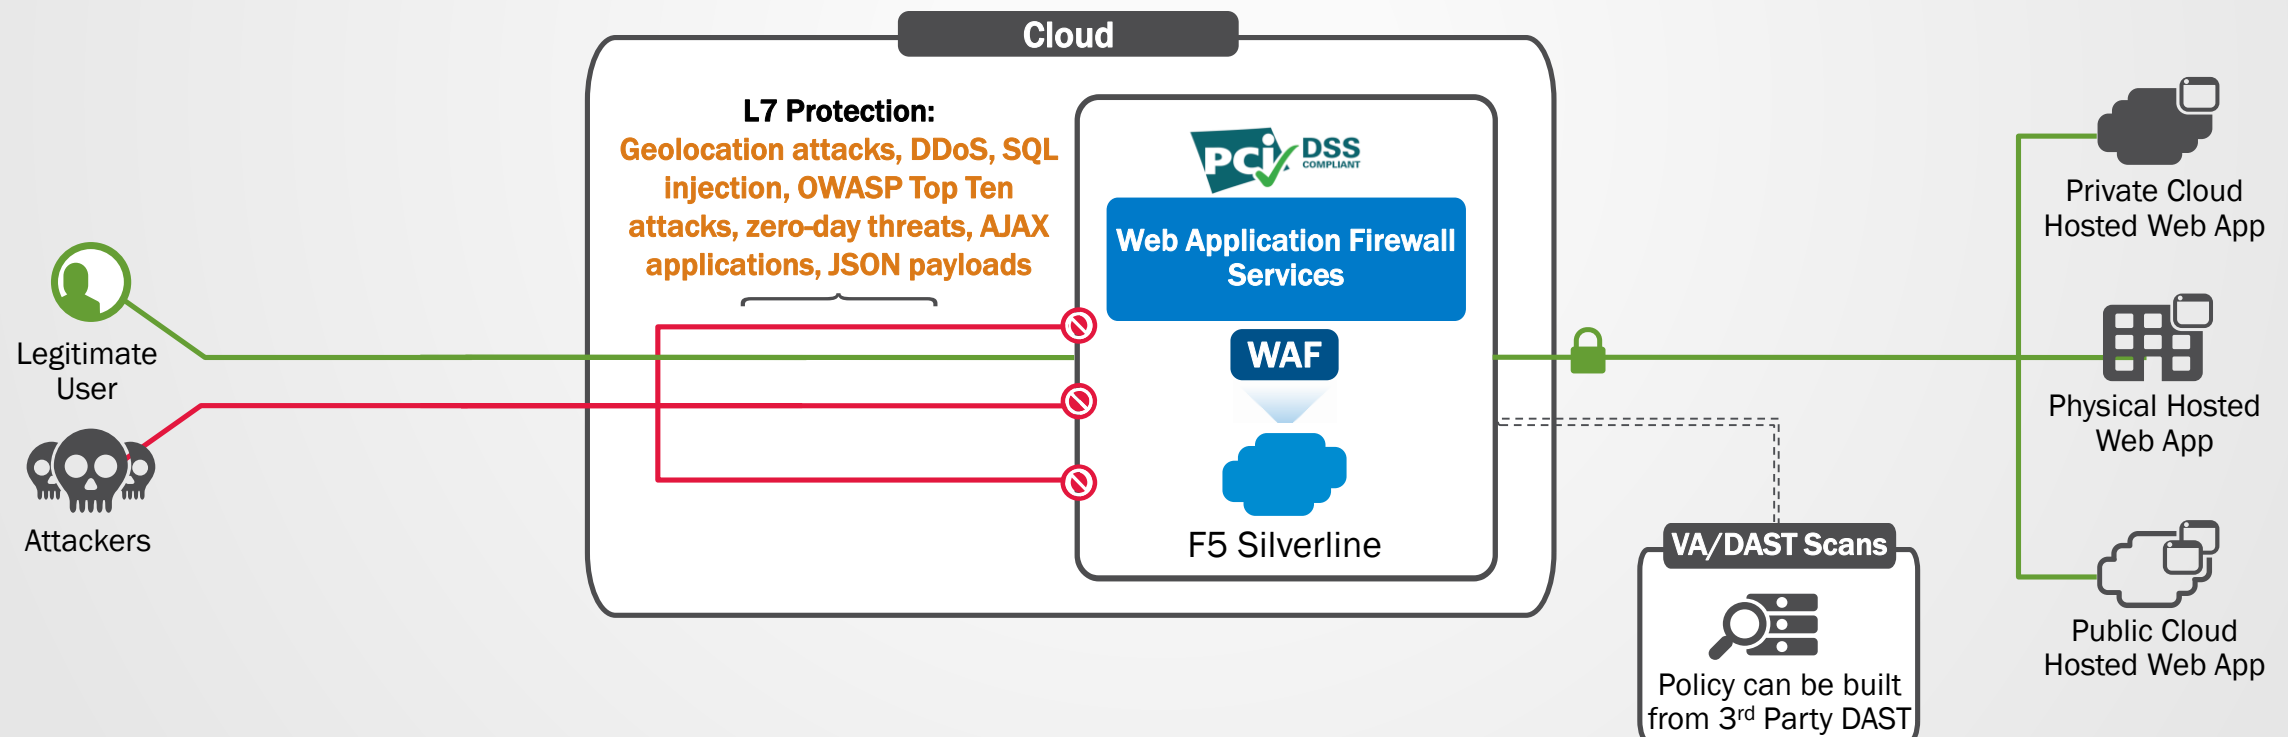 Cloud
L7 Protection:
Geolocation attacks, DDoS, SQL
injection, OWASP Top Ten
attacks, zero-day threats, AJAX
applications, JSON payloads
PCi DSS
COMPLIANT
Web Application Firewall
Services
WAF
F5 Silverline
Legitimate
User
Attackers
VA/DAST Scans
Policy can be built
from 3rd Party DAST
Private Cloud
Hosted Web App
Physical Hosted
Web App
Public Cloud
Hosted Web App